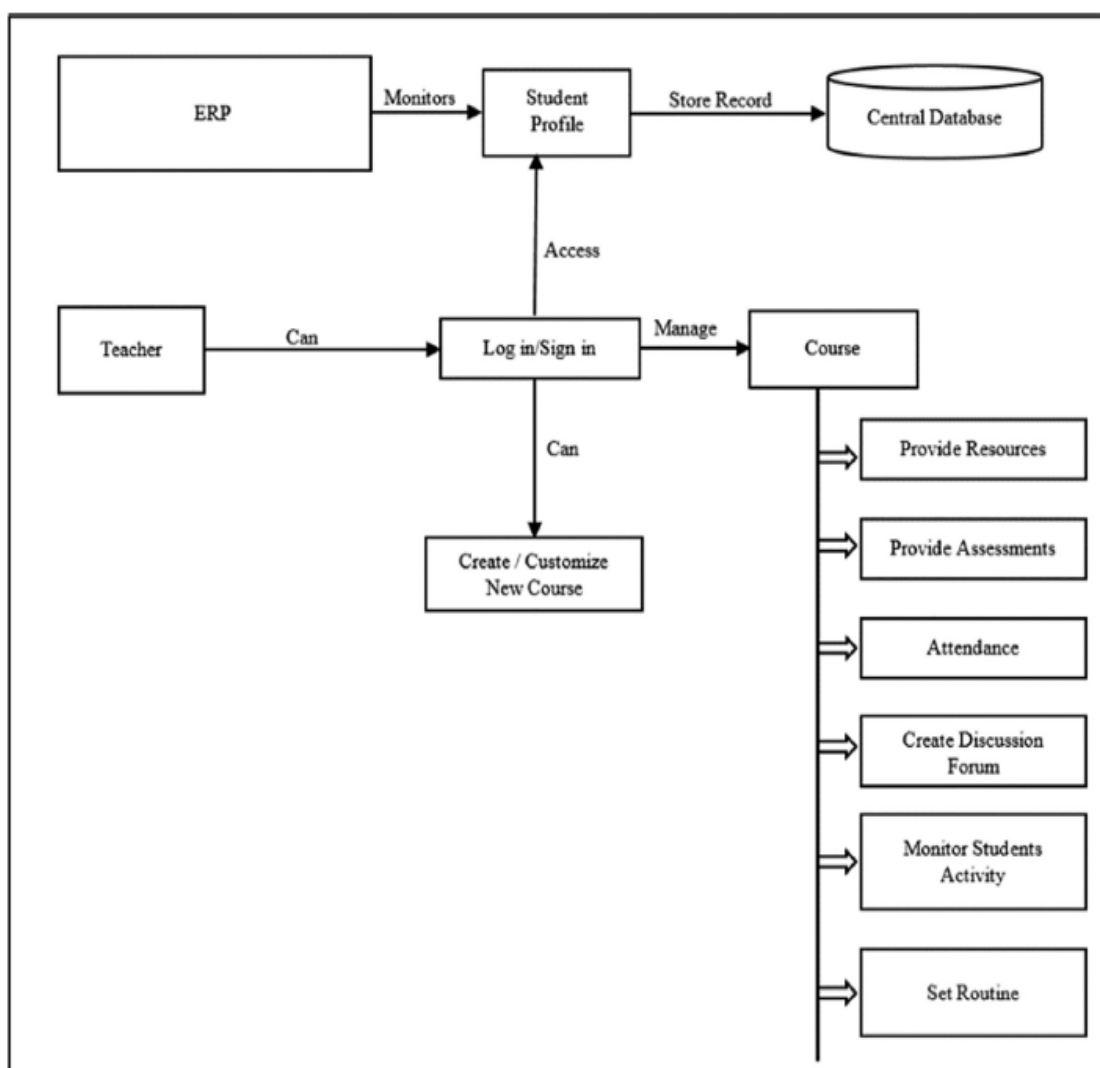 ERP
Monitors
Student
Profile
Store Record
Central Database
Access
Teacher
Can
Log in/Sign in
Manage
Course
Can
Provide Resources
Create / Customize
New Course
Provide Assessments
Attendance
Create Discussion
Forum
Monitor Students
Activity
Set Routine